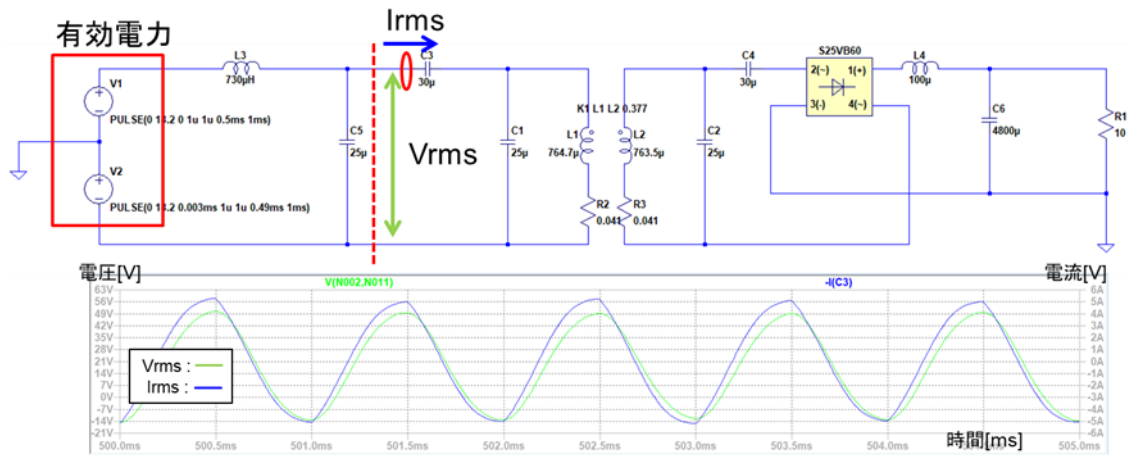 有効電力
Irms
L3
730µH
C3
30µ
V1
PULSE(0 13.2 0 1u 1u 0.5ms 1ms)
C5
25µ
Vrms
C1
25µ
K1 L1 L2 0.377
L1
764.7µ
L2
763.5µ
R2
0.041
R3
0.041
C2
25µ
C4
30µ
S25VB60
2(~)
1(+)
3(-)
4(~)
L4
100µ
C6
4800µ
R1
10
V2
PULSE(0 13.2 0.003ms 1u 1u 0.49ms 1ms)
電圧[V]
V(N002,N011)
-I(C3)
電流[V]
63V
56V
49V
42V
35V
28V
21V
14V
7V
0V
-7V
-14V
-21V
Vrms :
Irms :
6A
5A
4A
3A
2A
1A
0A
-1A
-2A
-3A
-4A
-5A
-6A
500.0ms
500.5ms
501.0ms
501.5ms
502.0ms
502.5ms
503.0ms
503.5ms
504.0ms
505.0ms
時間[ms]